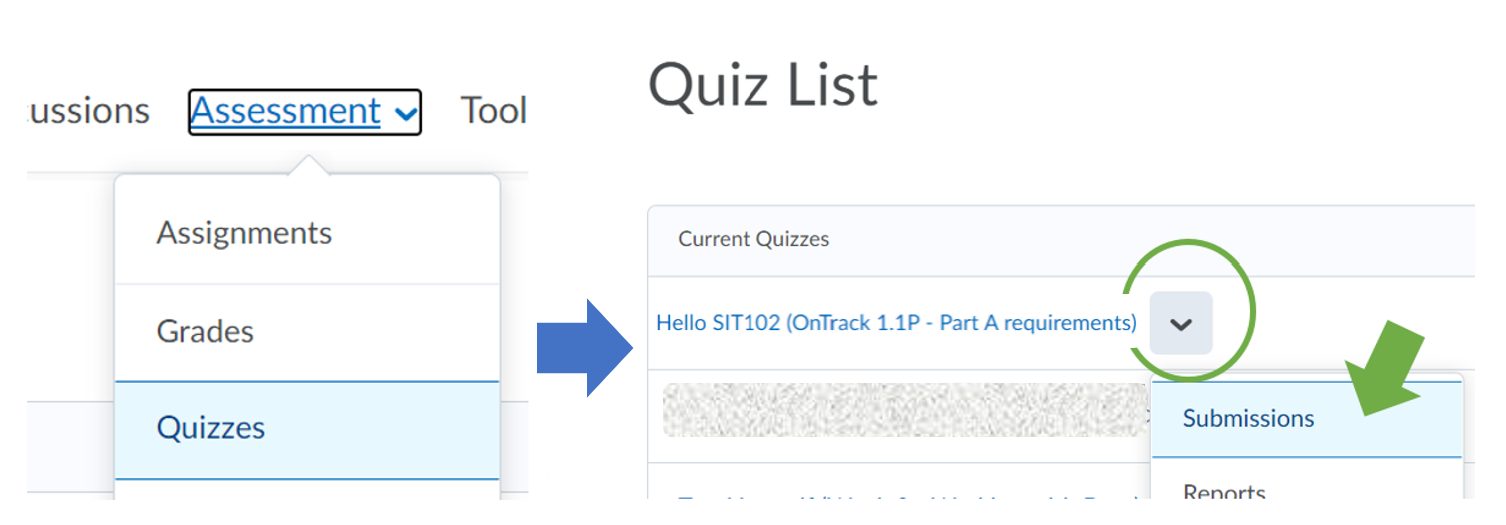 ussions Assessment Tool
Assignments
Grades
Quizzes
Quiz List
Current Quizzes
Hello SIT102 (OnTrack 1.1P - Part A requirements)
Submissions
Reports